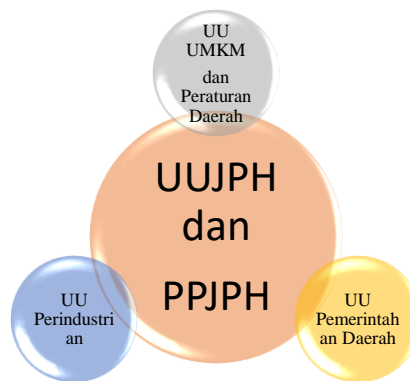 UU
UMKM
dan
Peraturan
Daerah
UUJPH
dan
PPJPH
UU
Perindustri
an
UU
Pemerintah
an Daerah